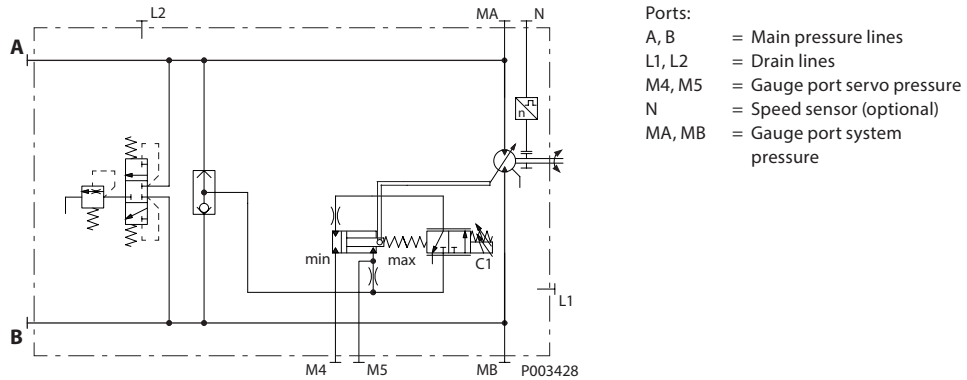 L2
MA
N
A
n
min
max
C1
L1
B
M4
M5
MB
P003428
Ports:
A, B = Main pressure lines
L1, L2 = Drain lines
M4, M5 = Gauge port servo pressure
N = Speed sensor (optional)
MA, MB = Gauge port system
pressure